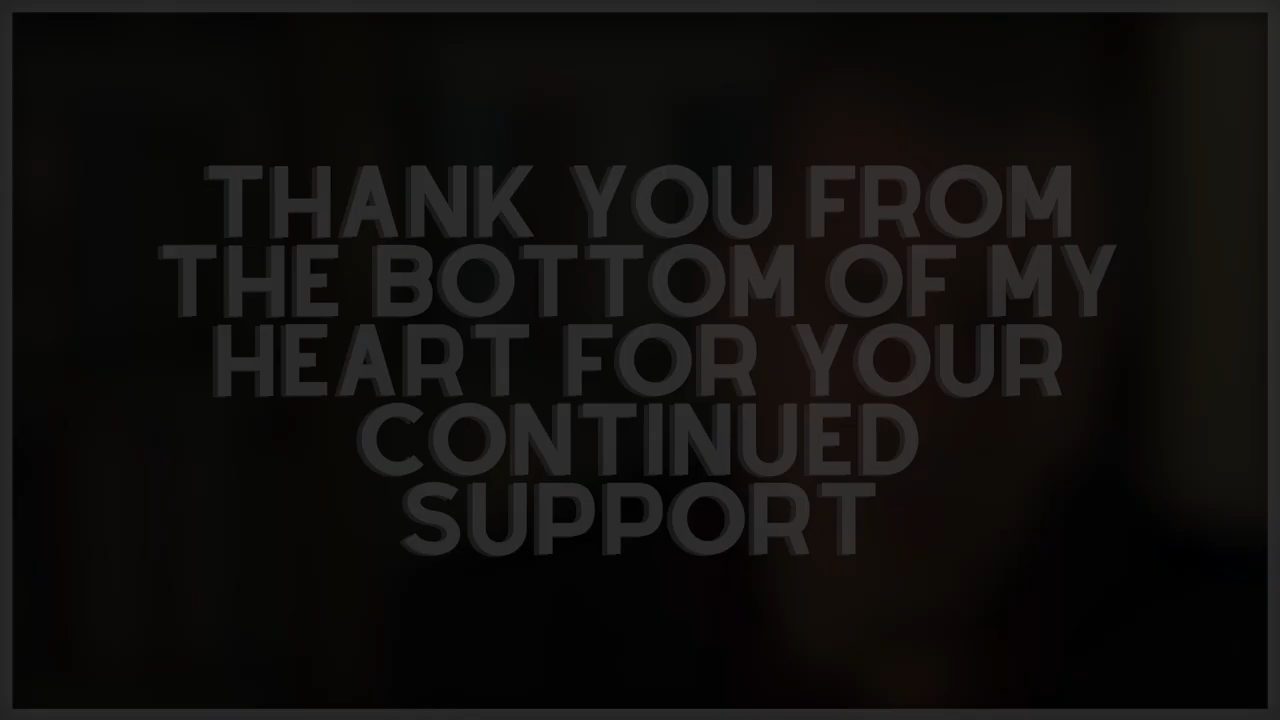 THANK YOU FROM
THE BOTTOM OF MY
HEART FOR YOUR
CONTINUED
SUPPORT